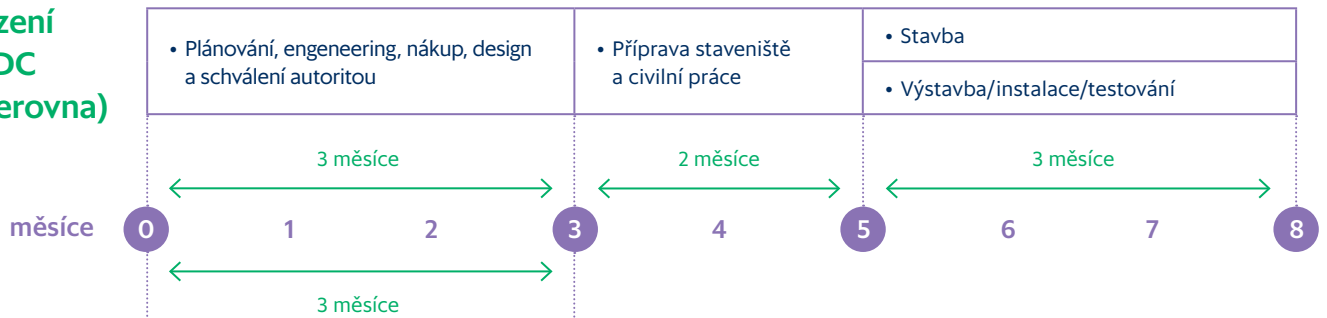 zení
DC
erovna)
• Plánování, engeneering, nákup, design
a schválení autoritou
• Příprava staveniště
a civilní práce
• Stavba
• Výstavba/instalace/testování
3 měsíce
2 měsíce
3 měsíce
měsíce 0 1 2 3 4 5 6 7 8
3 měsíce